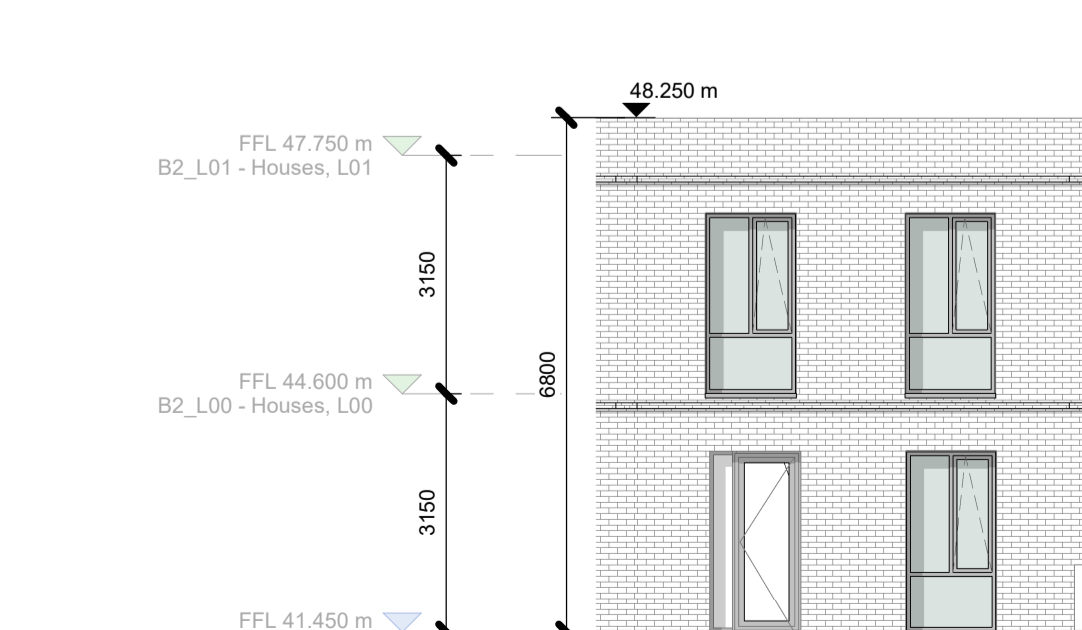 48.250 m
FFL 47.750 m
B2_L01 - Houses, L01
3150
6800
FFL 44.600 m
B2_L00 - Houses, L00
3150
FFL 41.450 m